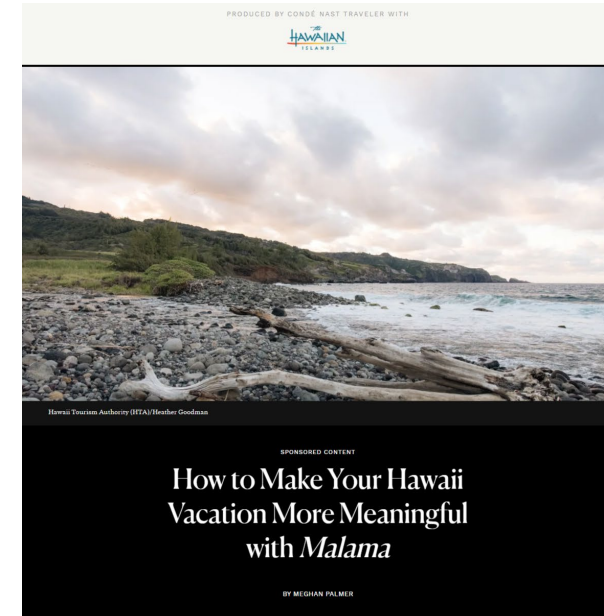 PRODUCED BY CONDÉ NAST TRAVELER WITH
HAWAIIAN
ISLANDS
Hawaii Tourism Authority (HTA)/Heather Goodman
SPONSORED CONTENT
How to Make Your Hawaii
Vacation More Meaningful
with Malama
BY MEGHAN PALMER